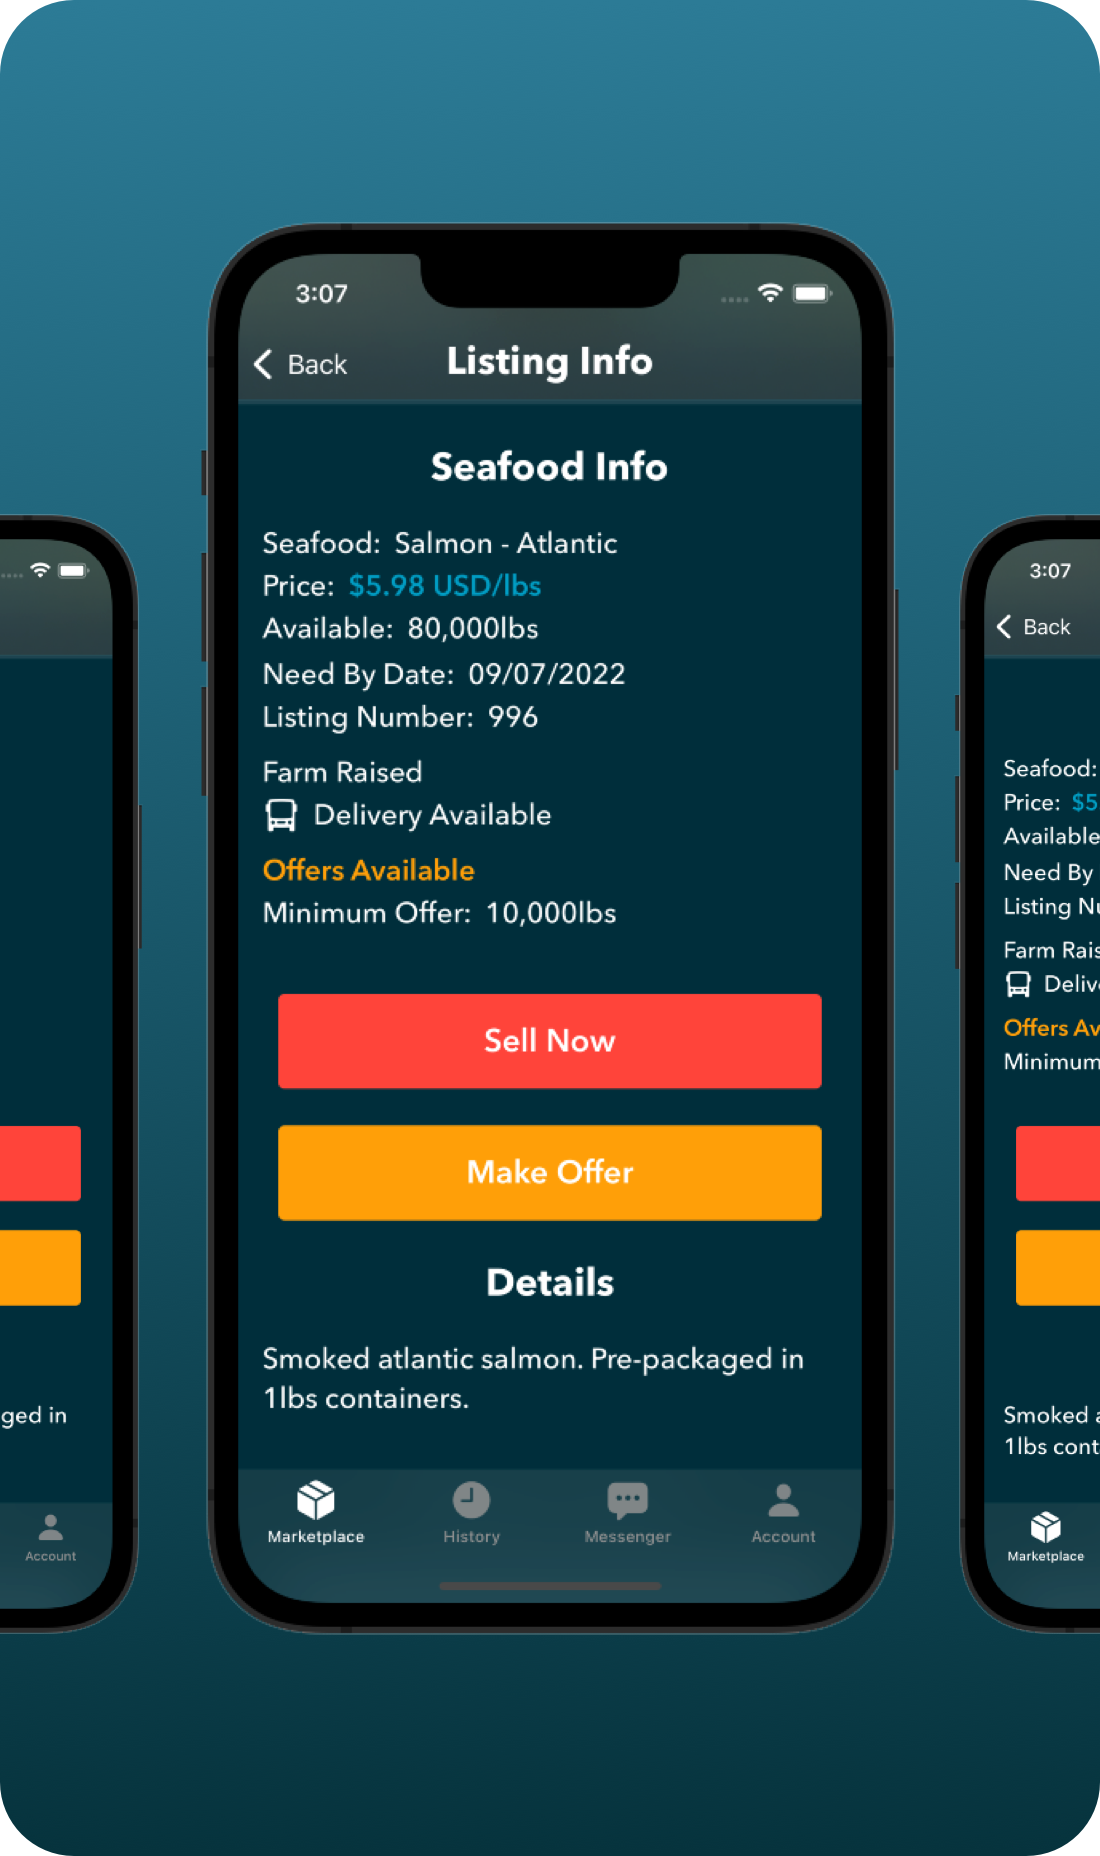 3:07
Back
Listing Info
Seafood Info
Seafood: Salmon - Atlantic
Price: $5.98 USD/lbs
Available: 80,000lbs
Need By Date: 09/07/2022
Listing Number: 996
Farm Raised
Delivery Available
Offers Available
Minimum Offer: 10,000lbs
Sell Now
Make Offer
Details
Smoked atlantic salmon. Pre-packaged in
1lbs containers.
Marketplace History Messenger Account
ged in
Account
3:07
Back
Seafood:
Price: $5
Available
Need By
Listing Nu
Farm Rais
Delive
Offers Av
Minimum
Smoked a
1lbs cont
Marketplace